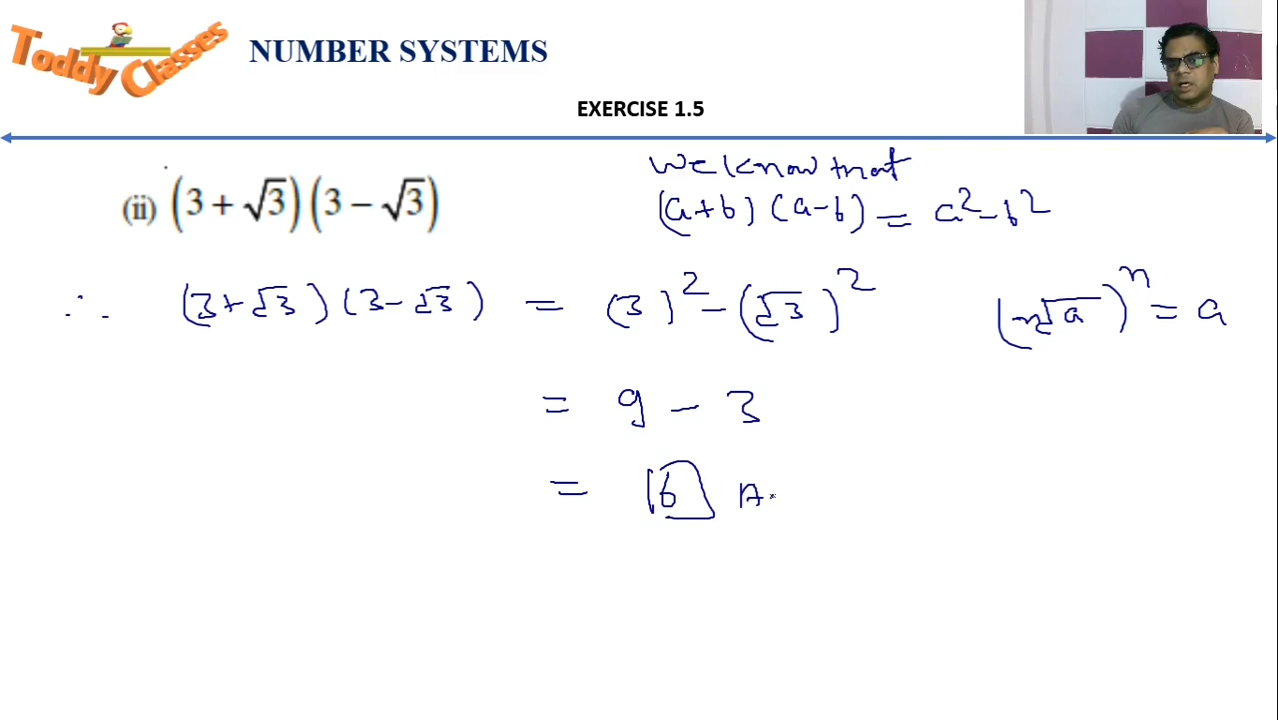 Toddy Classes
NUMBER SYSTEMS
EXERCISE 1.5
(ii) (3 + √3)(3 − √3)
We know that
(a+b) (a-b) = a² - b²
∴ (3+√3) (3-√3) = (3)² - (√3)²
(ⁿ√a)ⁿ = a
= 9 - 3
= 6 A